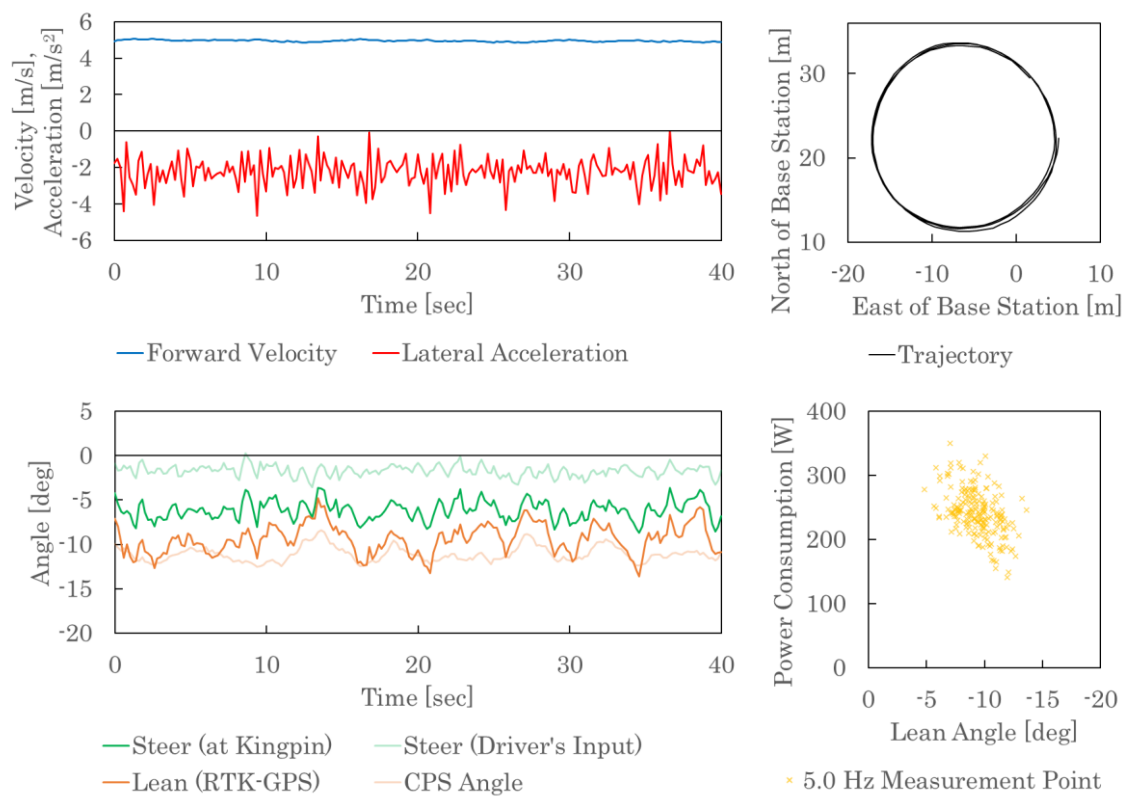 Velocity [m/s],
Acceleration [m/s²]
6
4
2
0
-2
-4
-6
0
10
20
30
40
Time [sec]
Forward Velocity
Lateral Acceleration
North of Base Station [m]
30
20
10
-20
-10
0
10
East of Base Station [m]
Trajectory
Angle [deg]
5
0
-5
-10
-15
-20
0
10
20
30
40
Time [sec]
Steer (at Kingpin)
Steer (Driver's Input)
Lean (RTK-GPS)
CPS Angle
Power Consumption [W]
400
300
200
100
0
0
-5
-10
-15
-20
Lean Angle [deg]
5.0 Hz Measurement Point